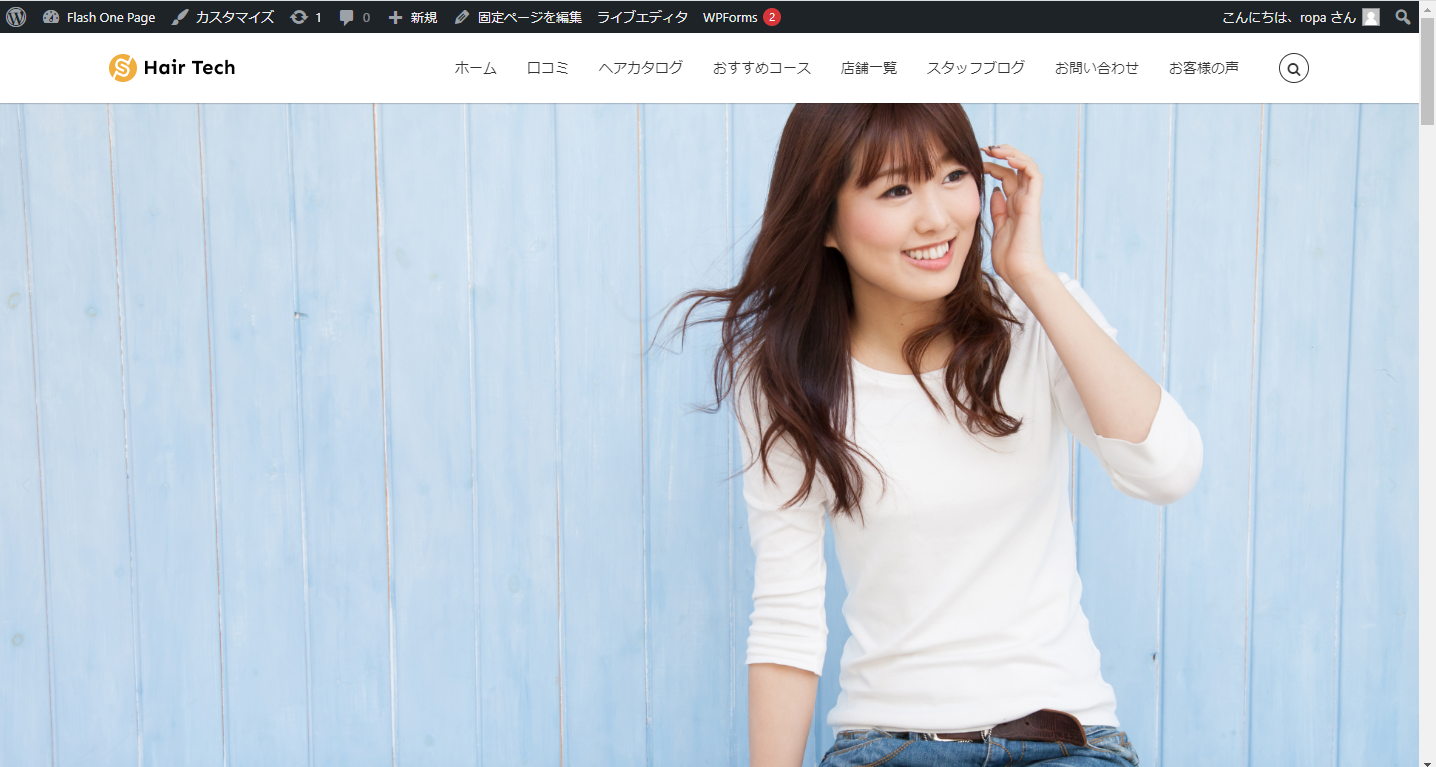 Flash One Page カスタマイズ 1 0 新規 固定ページを編集 ライブエディタ WPForms 2 こんにちは、ropa さん
Hair Tech ホーム 口コミ ヘアカタログ おすすめコース 店舗一覧 スタッフブログ お問い合わせ お客様の声